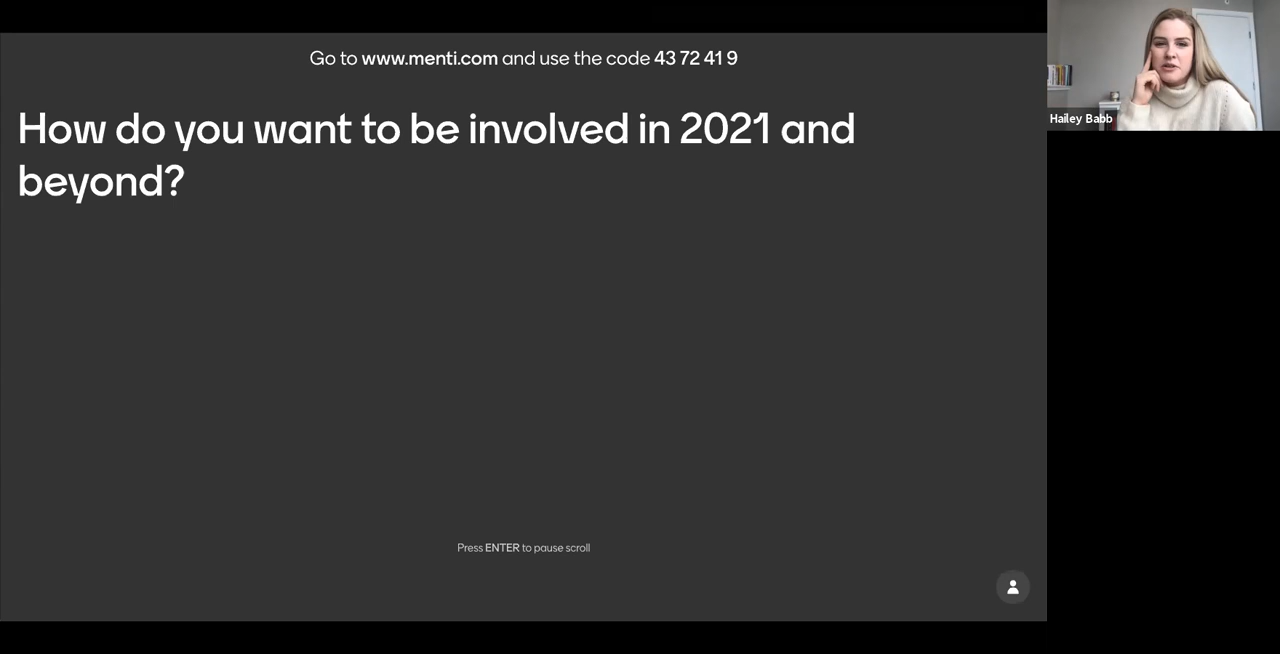 Go to www.menti.com and use the code 43 72 41 9
How do you want to be involved in 2021 and
beyond?
Hailey Babb
Press ENTER to pause scroll